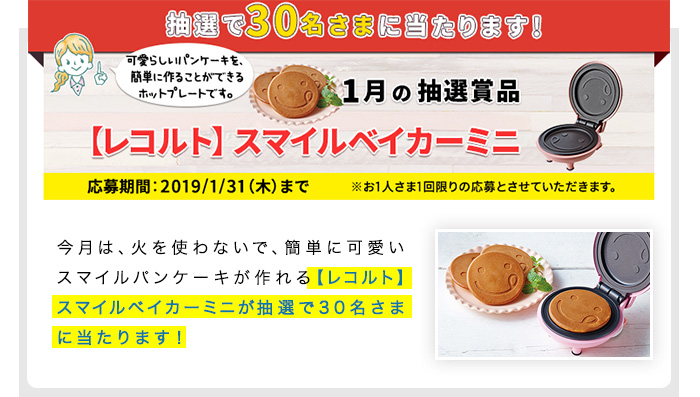 抽選で30名さまに当たります！
可愛らしいパンケーキを、
簡単に作ることができる
ホットプレートです。
1月の抽選賞品
【レコルト】スマイルベイカーミニ
応募期間：2019/1/31（木）まで ※お1人さま1回限りの応募とさせていただきます。
今月は、火を使わないで、簡単に可愛い
スマイルパンケーキが作れる【レコルト】
スマイルベイカーミニが抽選で30名さま
に当たります！